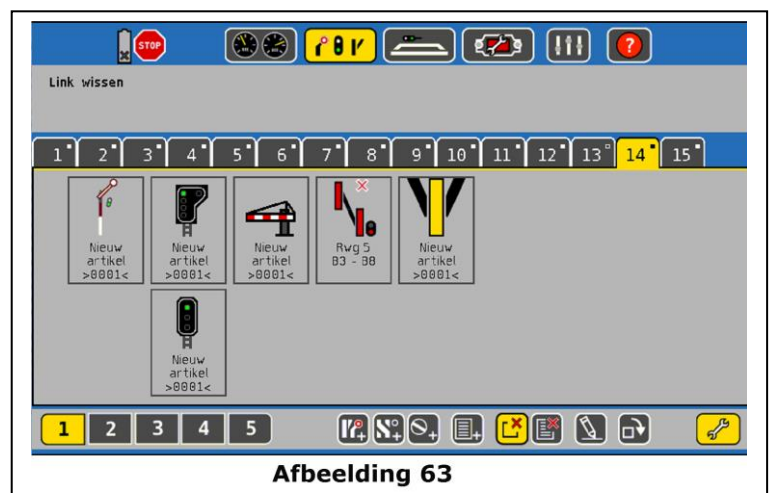 STOP
?
Link wissen
1 2 3 4 5 6 7 8 9 10 11 12 13 14 15
Nieuw
artikel
>0001<
Nieuw
artikel
>0001<
Nieuw
artikel
>0001<
Rwg 5
B3 - B8
Nieuw
artikel
>0001<
Nieuw
artikel
>0001<
1 2 3 4 5
Afbeelding 63